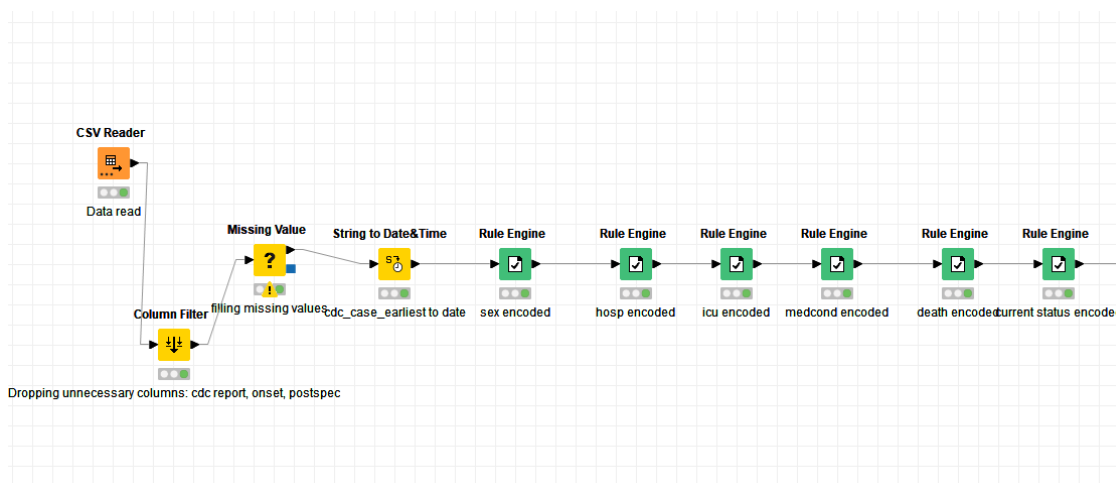 CSV Reader
Data read
Column Filter
Dropping unnecessary columns: cdc report, onset, postspec
Missing Value
?
!
filling missing values
String to Date&Time
S
cdc_case_earliest to date
Rule Engine
sex encoded
Rule Engine
hosp encoded
Rule Engine
icu encoded
Rule Engine
medcond encoded
Rule Engine
death encoded
Rule Engine
current status encode